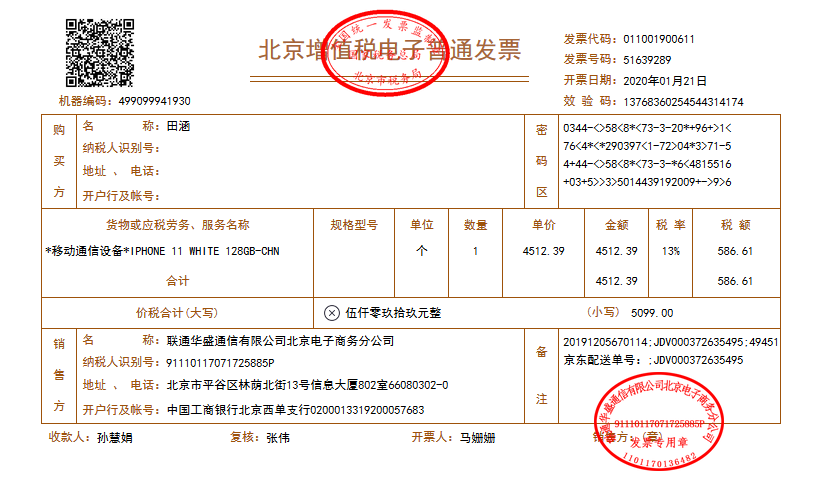 北京增值税电子普通发票
国统一发票监
国家税务总局
北京市税务局
机器编码：499099941930
发票代码：011001900611
发票号码：51639289
开票日期：2020年01月21日
效 验 码：13768360254544314174
购买方
名 称：田涵
纳税人识别号：
地址 、 电话：
开户行及帐号：
密码区
0344-<>58<8*<73-3-20*+96+>1<
76<4*<*290397<1-72>04*3>71-5
4+44-<>58<8*<73-3-*6<4815516
+03+5>>3>5014439192009+->9>6
货物或应税劳务、服务名称 规格型号 单位 数量 单价 金额 税 率 税 额
*移动通信设备*IPHONE 11 WHITE 128GB-CHN 个 1 4512.39 4512.39 13% 586.61
合计 4512.39 586.61
价税合计(大写) 伍仟零玖拾玖元整 (小写) 5099.00
销售方
名 称：联通华盛通信有限公司北京电子商务分公司
纳税人识别号：91110117071725885P
地址 、 电话：北京市平谷区林荫北街13号信息大厦802室66080302-0
开户行及帐号：中国工商银行北京西单支行0200013319200057683
备注
20191205670114;JDV000372635495;49451
京东配送单号：;JDV000372635495
收款人：孙慧娟 复核：张伟 开票人：马姗姗 销售方：(章)
联通华盛通信有限公司北京电子商务分公司
91110117071725885P
发票专用章
1101170136482